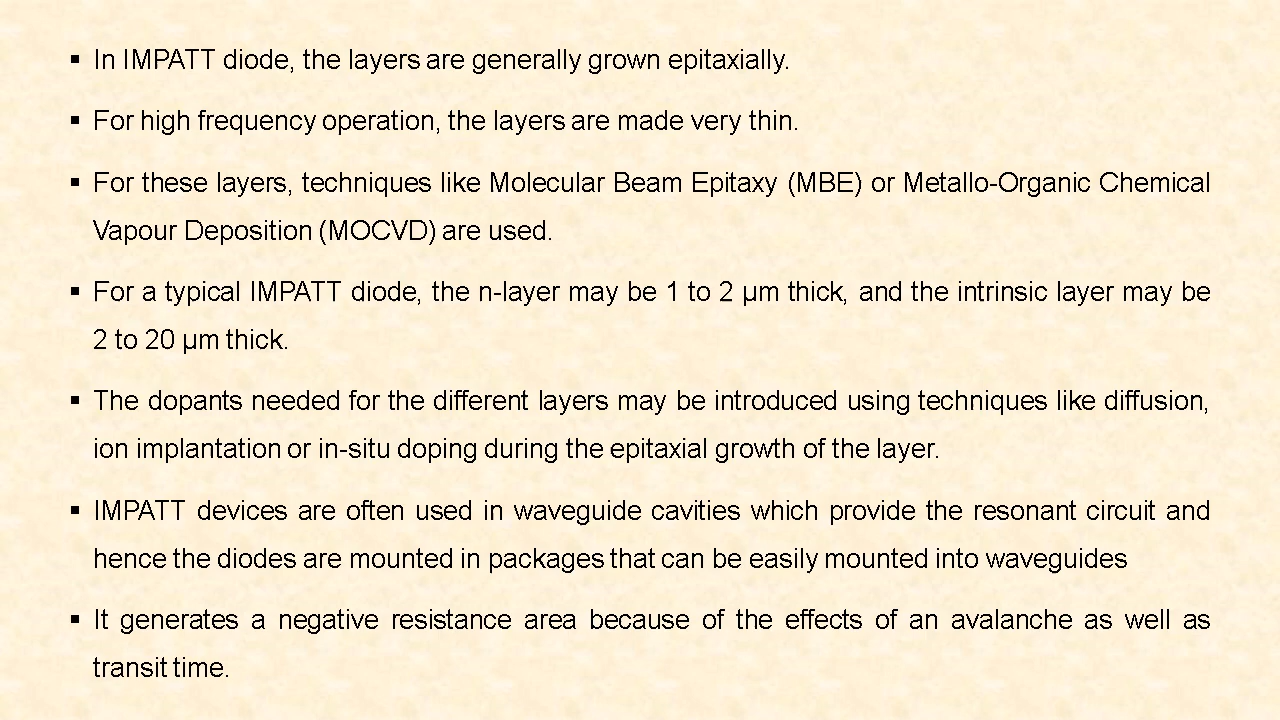 ▪ In IMPATT diode, the layers are generally grown epitaxially.
▪ For high frequency operation, the layers are made very thin.
▪ For these layers, techniques like Molecular Beam Epitaxy (MBE) or Metallo-Organic Chemical
Vapour Deposition (MOCVD) are used.
▪ For a typical IMPATT diode, the n-layer may be 1 to 2 µm thick, and the intrinsic layer may be
2 to 20 µm thick.
▪ The dopants needed for the different layers may be introduced using techniques like diffusion,
ion implantation or in-situ doping during the epitaxial growth of the layer.
▪ IMPATT devices are often used in waveguide cavities which provide the resonant circuit and
hence the diodes are mounted in packages that can be easily mounted into waveguides
▪ It generates a negative resistance area because of the effects of an avalanche as well as
transit time.